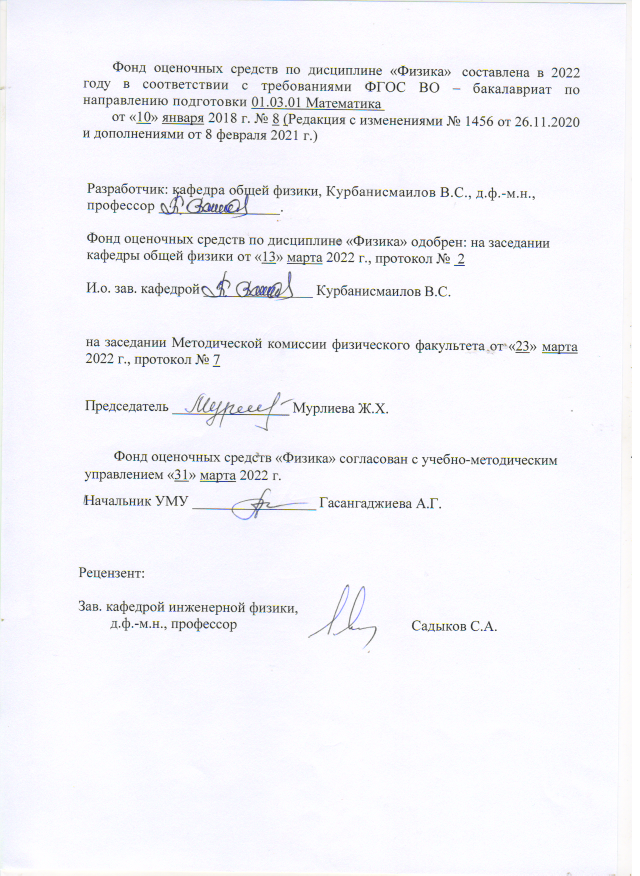 Фонд оценочных средств по дисциплине «Физика» составлена в 2022
году в соответствии с требованиями ФГОС ВО – бакалавриат по
направлению подготовки 01.03.01 Математика
от «10» января 2018 г. № 8 (Редакция с изменениями № 1456 от 26.11.2020
и дополнениями от 8 февраля 2021 г.)
Разработчик: кафедра общей физики, Курбанисмаилов В.С., д.ф.-м.н.,
профессор _________________.
Фонд оценочных средств по дисциплине «Физика» одобрен: на заседании
кафедры общей физики от «13» марта 2022 г., протокол № 2
И.о. зав. кафедрой ________________ Курбанисмаилов В.С.
на заседании Методической комиссии физического факультета от «23» марта
2022 г., протокол № 7
Председатель ________________ Мурлиева Ж.Х.
Фонд оценочных средств «Физика» согласован с учебно-методическим
управлением «31» марта 2022 г.
Начальник УМУ _________________ Гасангаджиева А.Г.
Рецензент:
Зав. кафедрой инженерной физики,
д.ф.-м.н., профессор Садыков С.А.